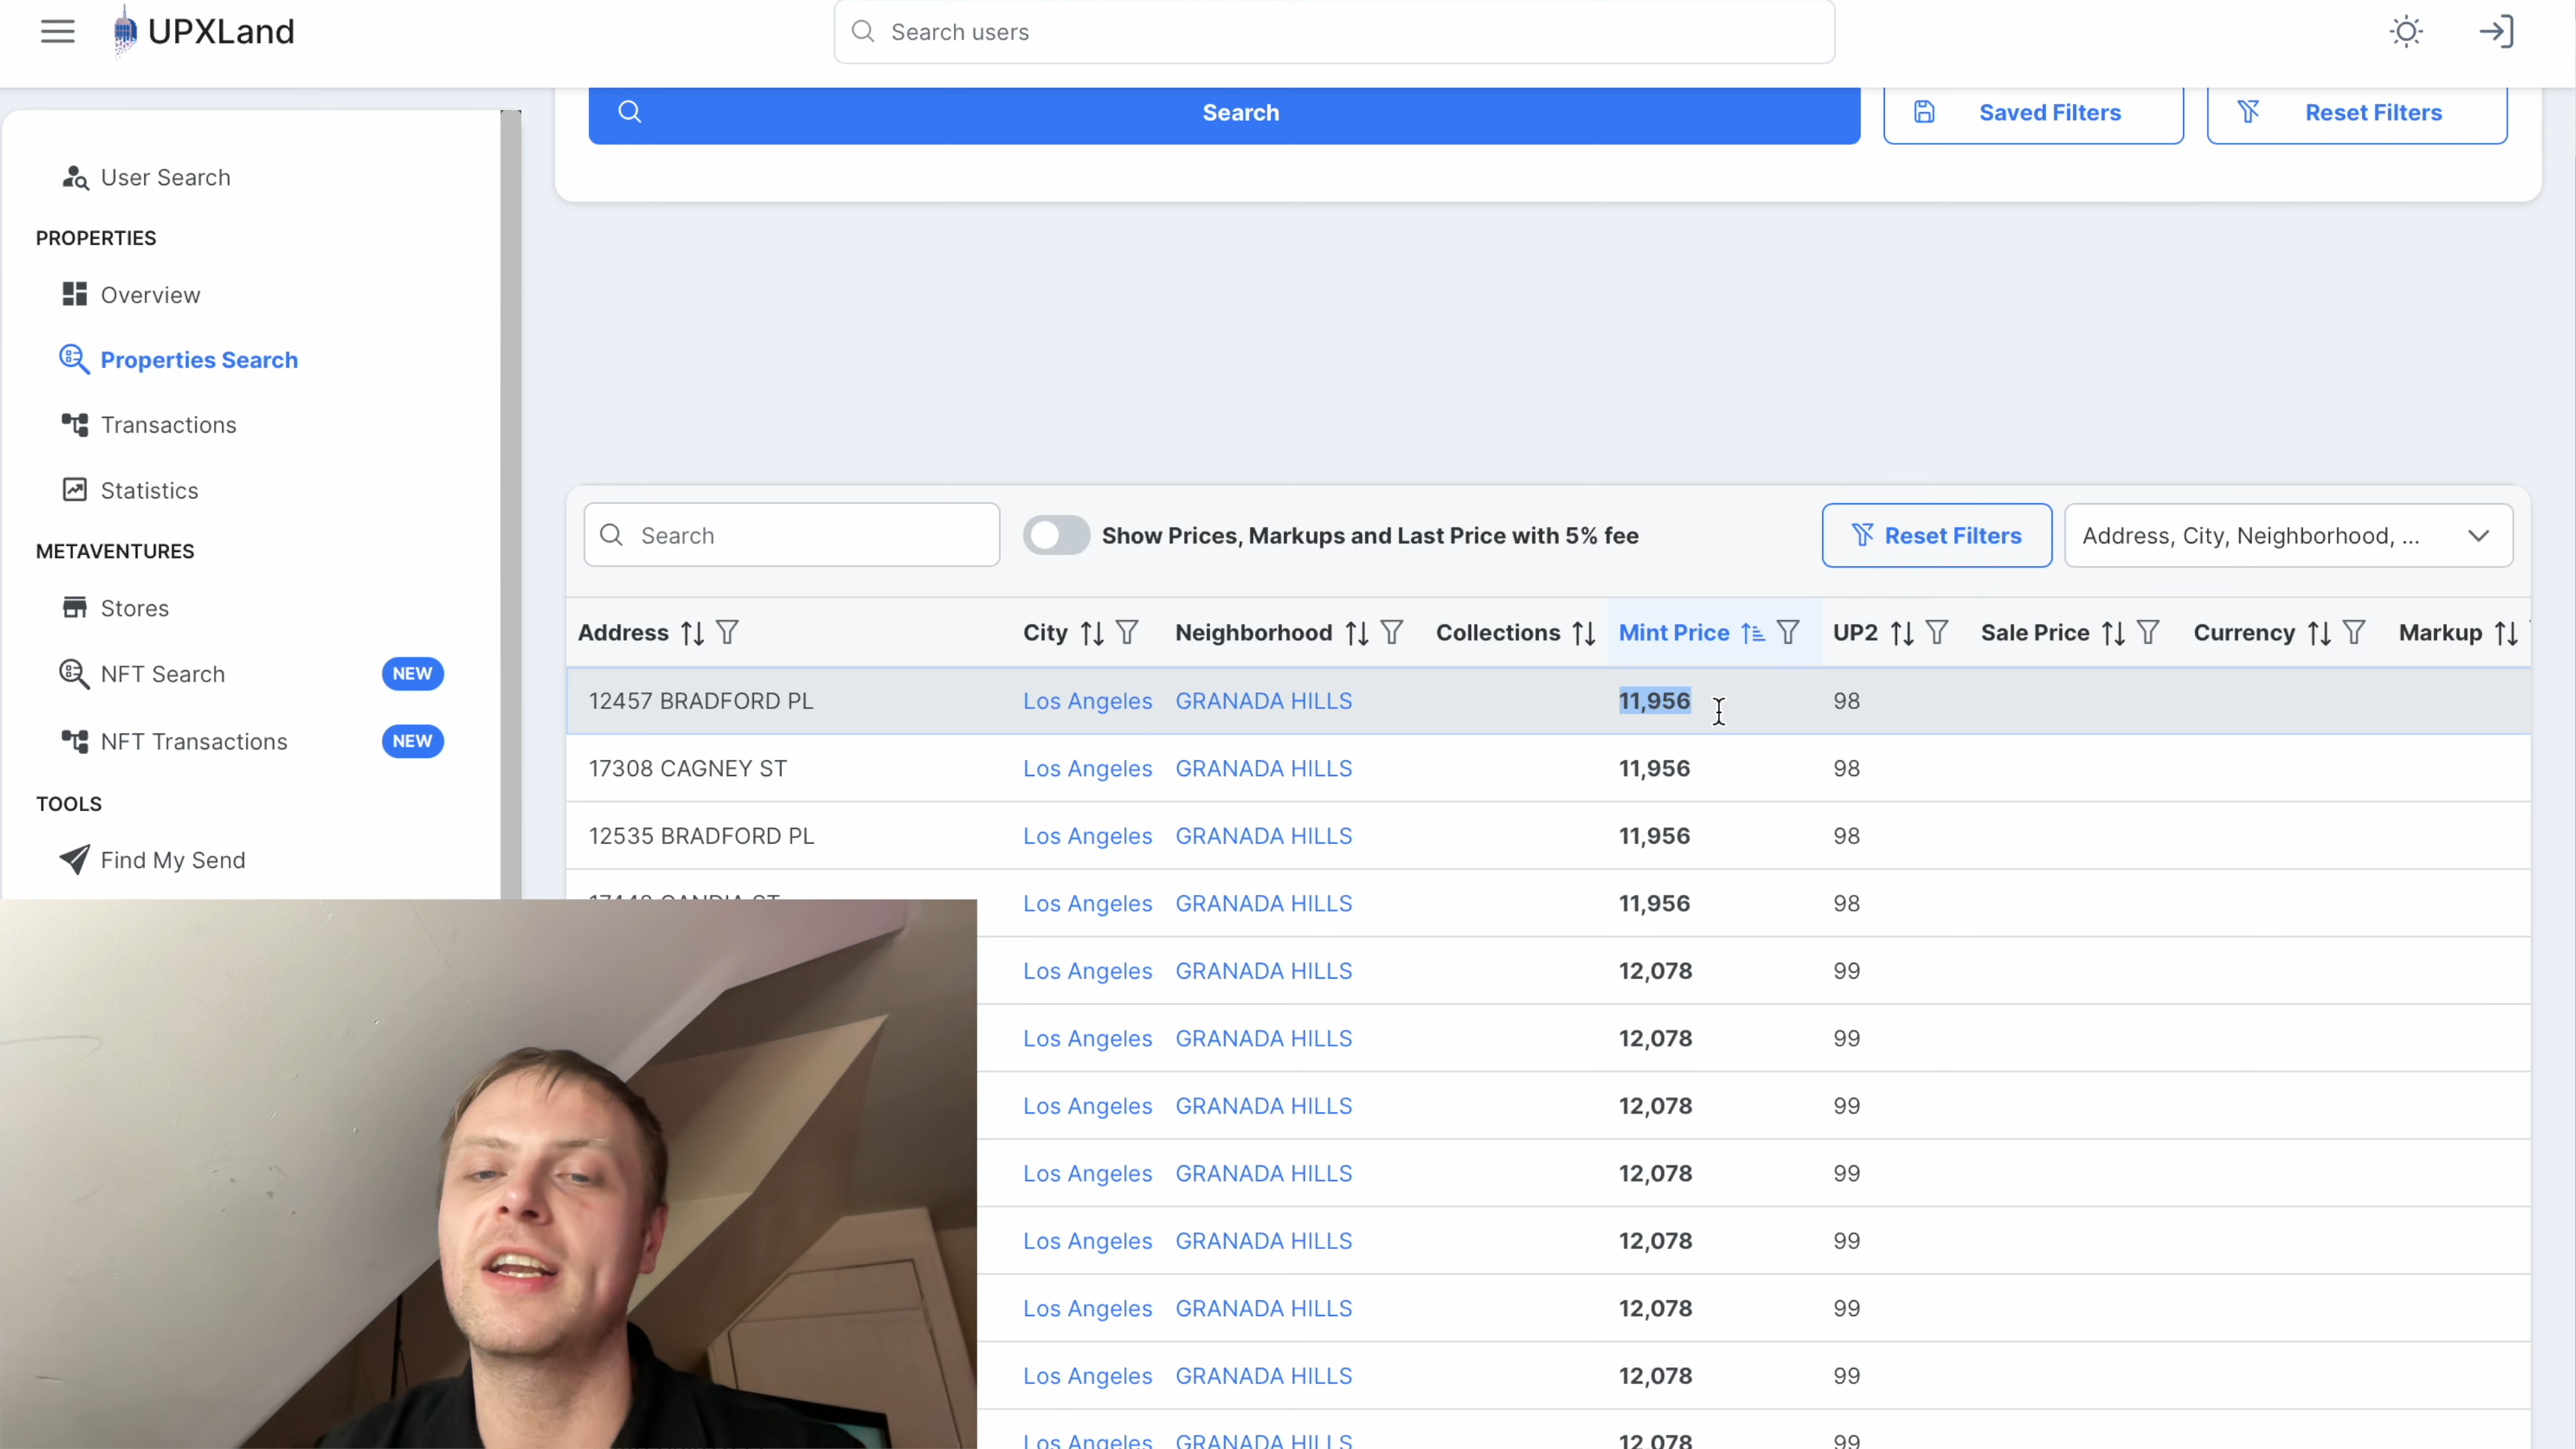 UPXLand
Search users
Search
Saved Filters
Reset Filters
User Search
PROPERTIES
Overview
Properties Search
Transactions
Statistics
METAVENTURES
Stores
NFT Search NEW
NFT Transactions NEW
TOOLS
Find My Send
Search
Show Prices, Markups and Last Price with 5% fee
Reset Filters
Address, City, Neighborhood, ...
Address City Neighborhood Collections Mint Price UP2 Sale Price Currency Markup
12457 BRADFORD PL Los Angeles GRANADA HILLS 11,956 98
17308 CAGNEY ST Los Angeles GRANADA HILLS 11,956 98
12535 BRADFORD PL Los Angeles GRANADA HILLS 11,956 98
Los Angeles GRANADA HILLS 11,956 98
Los Angeles GRANADA HILLS 12,078 99
Los Angeles GRANADA HILLS 12,078 99
Los Angeles GRANADA HILLS 12,078 99
Los Angeles GRANADA HILLS 12,078 99
Los Angeles GRANADA HILLS 12,078 99
Los Angeles GRANADA HILLS 12,078 99
Los Angeles GRANADA HILLS 12,078 99
Los Angeles GRANADA HILLS 12,078 99